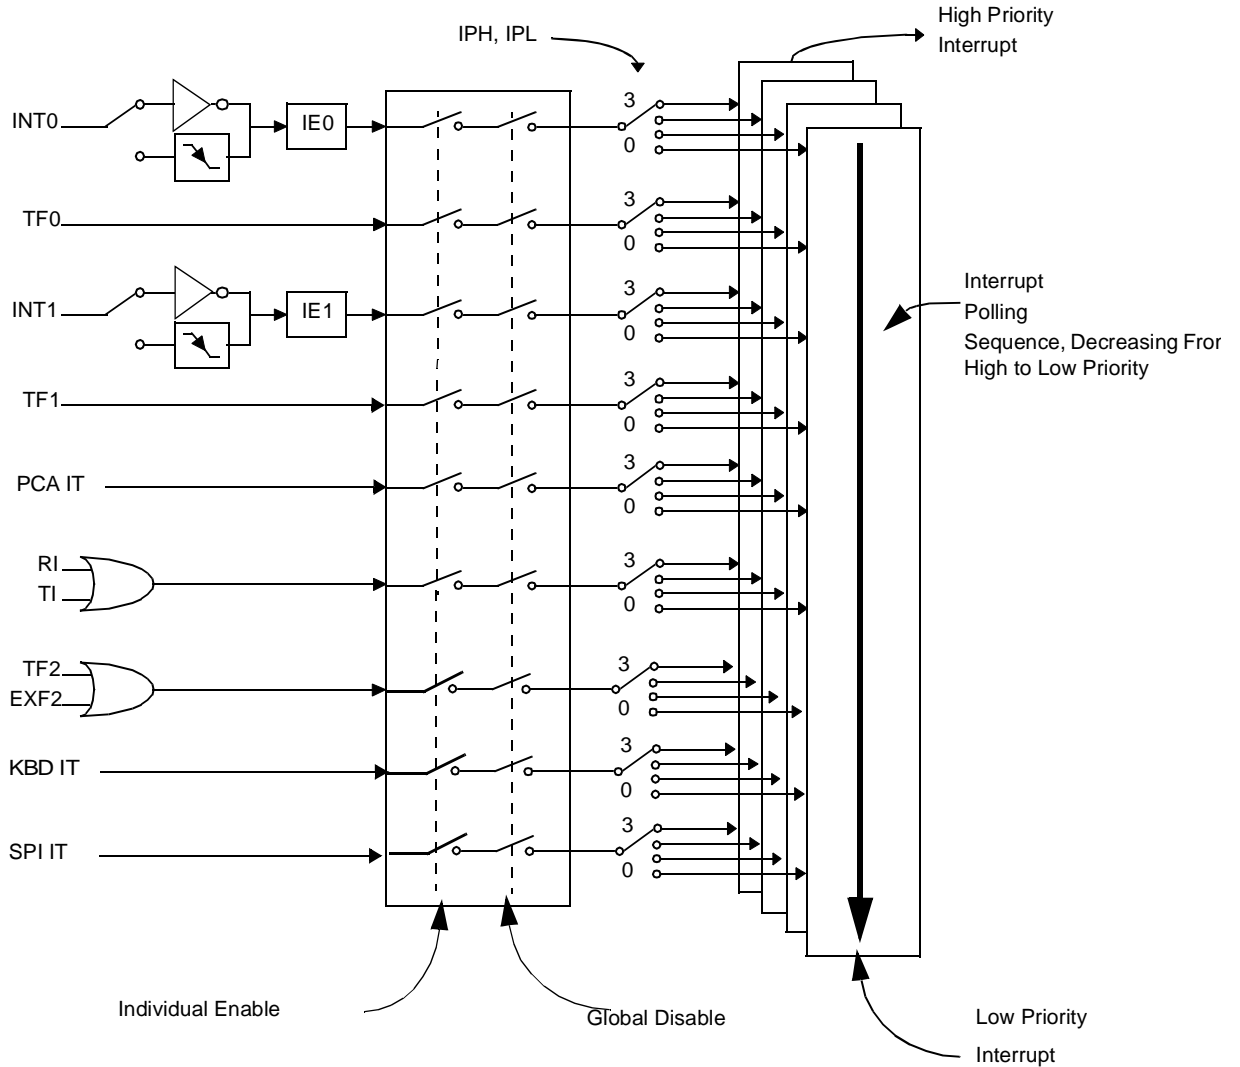 High Priority
Interrupt
IPH, IPL
INT0
IE0
3
0
TF0
3
0
INT1
IE1
3
0
Interrupt
Polling
Sequence, Decreasing Fror
High to Low Priority
TF1
3
0
PCA IT
3
0
RI
TI
3
0
TF2
EXF2
3
0
KBD IT
3
0
SPI IT
3
0
Individual Enable
Global Disable
Low Priority
Interrupt